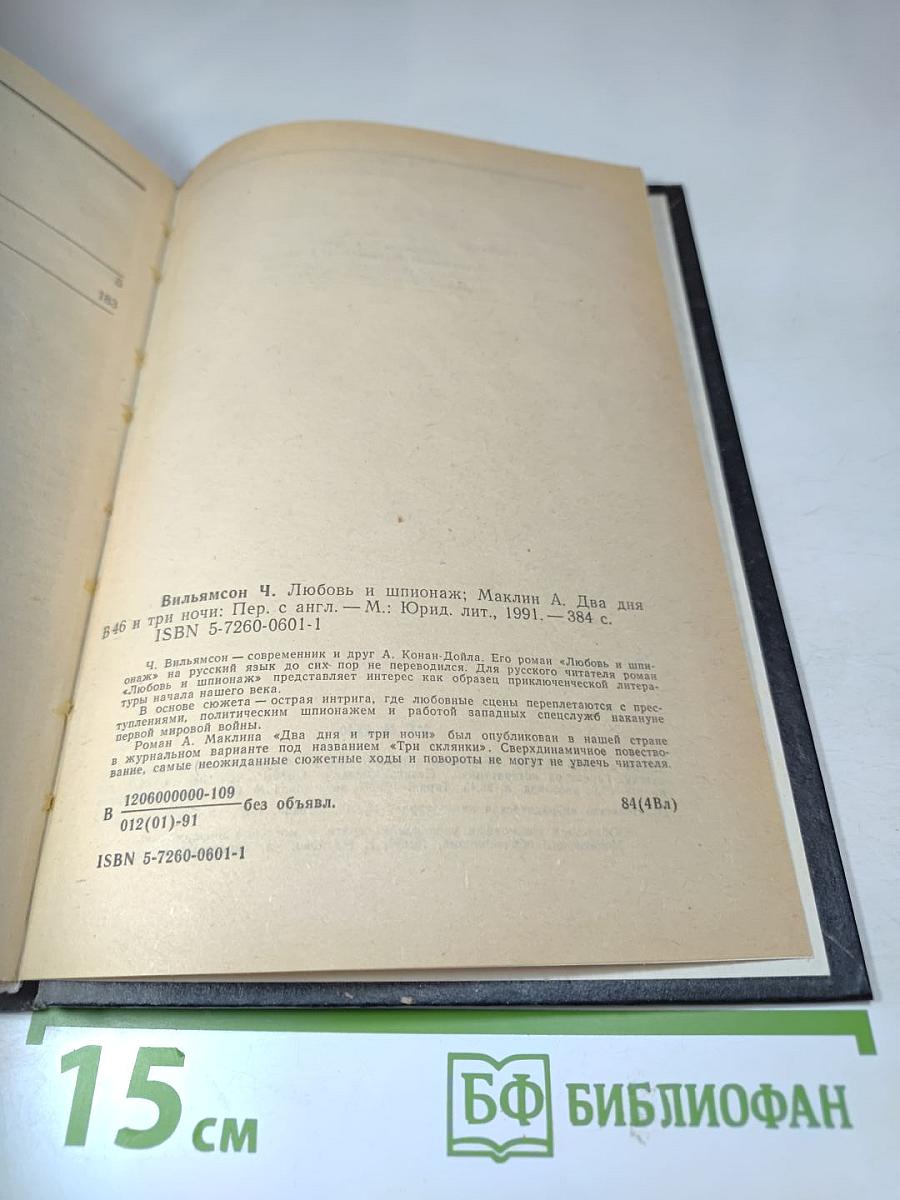 5
183
Вильямсон Ч. Любовь и шпионаж; Маклин А. Два дня
В46 и три ночи: Пер. с англ. — М.: Юрид. лит., 1991. — 384 с.
ISBN 5-7260-0601-1
Ч. Вильямсон — современник и друг А. Конан-Дойла. Его роман «Любовь и шпи-
онаж» на русский язык до сих пор не переводился. Для русского читателя роман
«Любовь и шпионаж» представляет интерес как образец приключенческой литера-
туры начала нашего века.
В основе сюжета — острая интрига, где любовные сцены переплетаются с прес-
туплениями, политическим шпионажем и работой западных спецслужб накануне
первой мировой войны.
Роман А. Маклина «Два дня и три ночи» был опубликован в нашей стране
в журнальном варианте под названием «Три склянки». Сверхдинамичное повество-
вание, самые неожиданные сюжетные ходы и повороты не могут не увлечь читателя.
В 1206000000-109 без объявл. 84(4Вл)
012(01)-91
ISBN 5-7260-0601-1
15 см
БФ БИБЛИОФАН